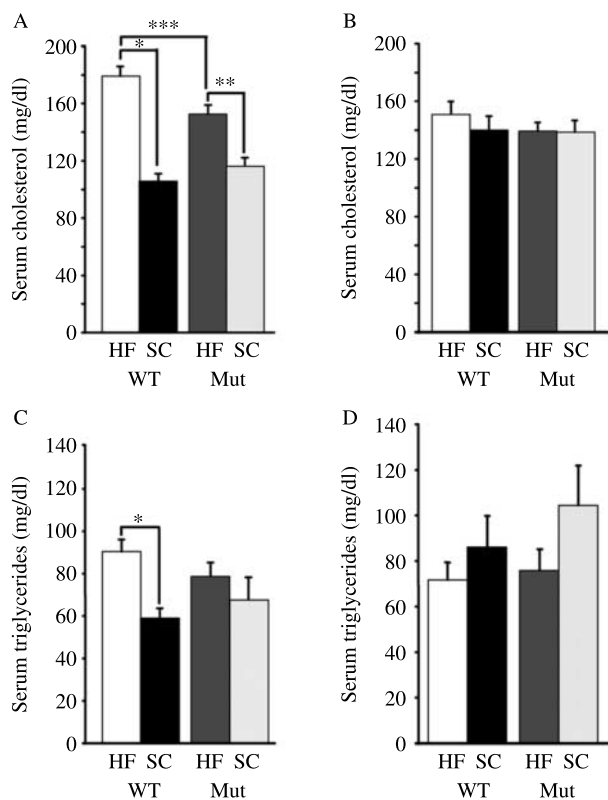 A
Serum cholesterol (mg/dl)
200
160
120
80
40
0
***
*
**
HF SC HF SC
WT Mut
B
Serum cholesterol (mg/dl)
200
160
120
80
40
0
HF SC HF SC
WT Mut
C
Serum triglycerides (mg/dl)
140
120
100
80
60
40
20
0
*
HF SC HF SC
WT Mut
D
Serum triglycerides (mg/dl)
140
120
100
80
60
40
20
0
HF SC HF SC
WT Mut